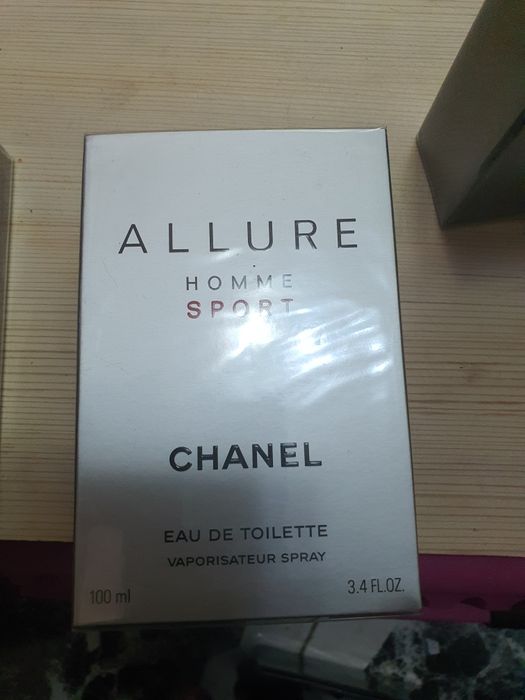 ALLURE
HOMME
SPORT
CHANEL
EAU DE TOILETTE
VAPORISATEUR SPRAY
100 ml
3.4 FL.OZ.